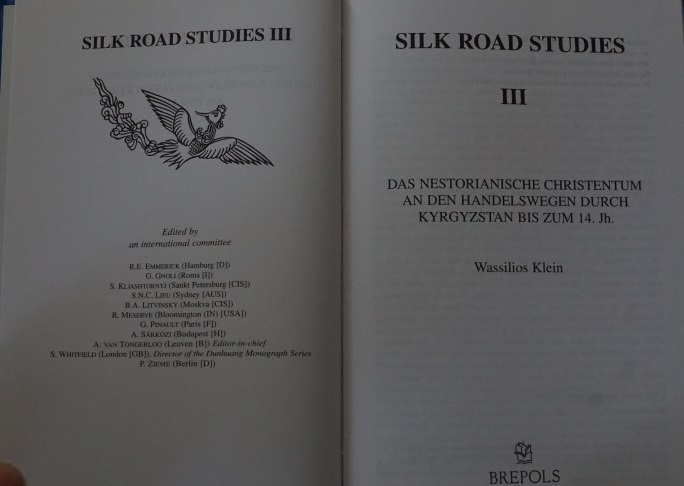 SILK ROAD STUDIES III
Edited by
an international committee
R.E. EMMERICK (Hamburg [D])
G. GNOLI (Roma [I])
S. KLJASHTORNYI (Sankt Petersburg [CIS])
S.N.C. LIEU (Sydney [AUS])
B.A. LITVINSKY (Moskva [CIS])
R. MESERVE (Bloomington (IN) [USA])
G. PINAULT (Paris [F])
A. SÁRKÖZI (Budapest [H])
A. VAN TONGERLOO (Leuven [B]) Editor-in-chief
S. WHITFIELD (London [GB]), Director of the Dunhuang Monograph Series
P. ZIEME (Berlin [D])
SILK ROAD STUDIES
III
DAS NESTORIANISCHE CHRISTENTUM
AN DEN HANDELSWEGEN DURCH
KYRGYZSTAN BIS ZUM 14. Jh.
Wassilios Klein
BREPOLS